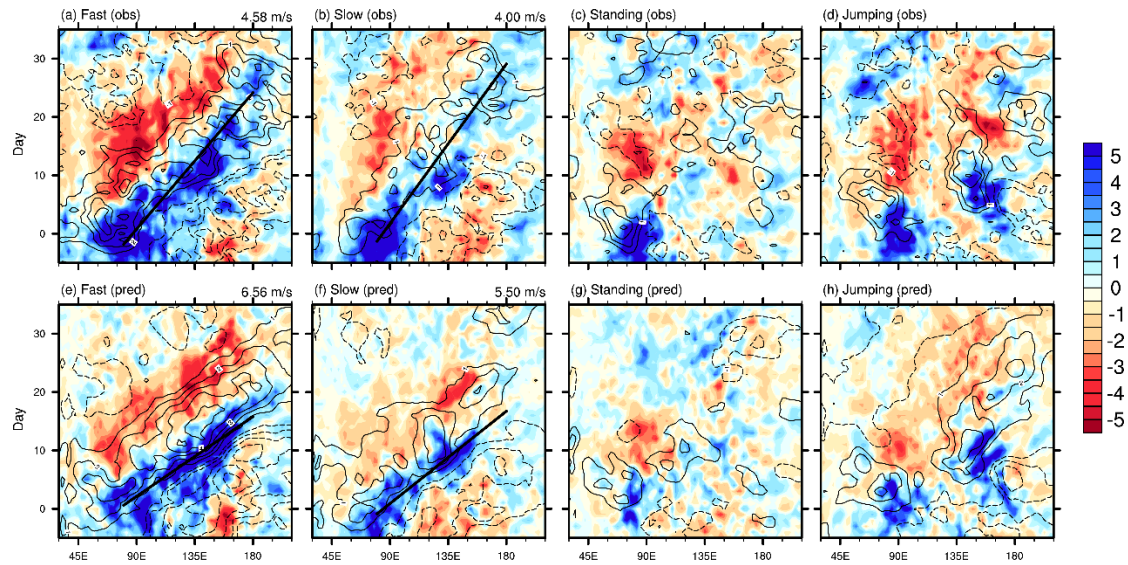 (a) Fast (obs) 4.58 m/s
(b) Slow (obs) 4.00 m/s
(c) Standing (obs)
(d) Jumping (obs)
Day
30
20
10
0
(e) Fast (pred) 6.56 m/s
(f) Slow (pred) 5.50 m/s
(g) Standing (pred)
(h) Jumping (pred)
Day
30
20
10
0
45E 90E 135E 180
45E 90E 135E 180
45E 90E 135E 180
45E 90E 135E 180
5
4
3
2
1
0
-1
-2
-3
-4
-5